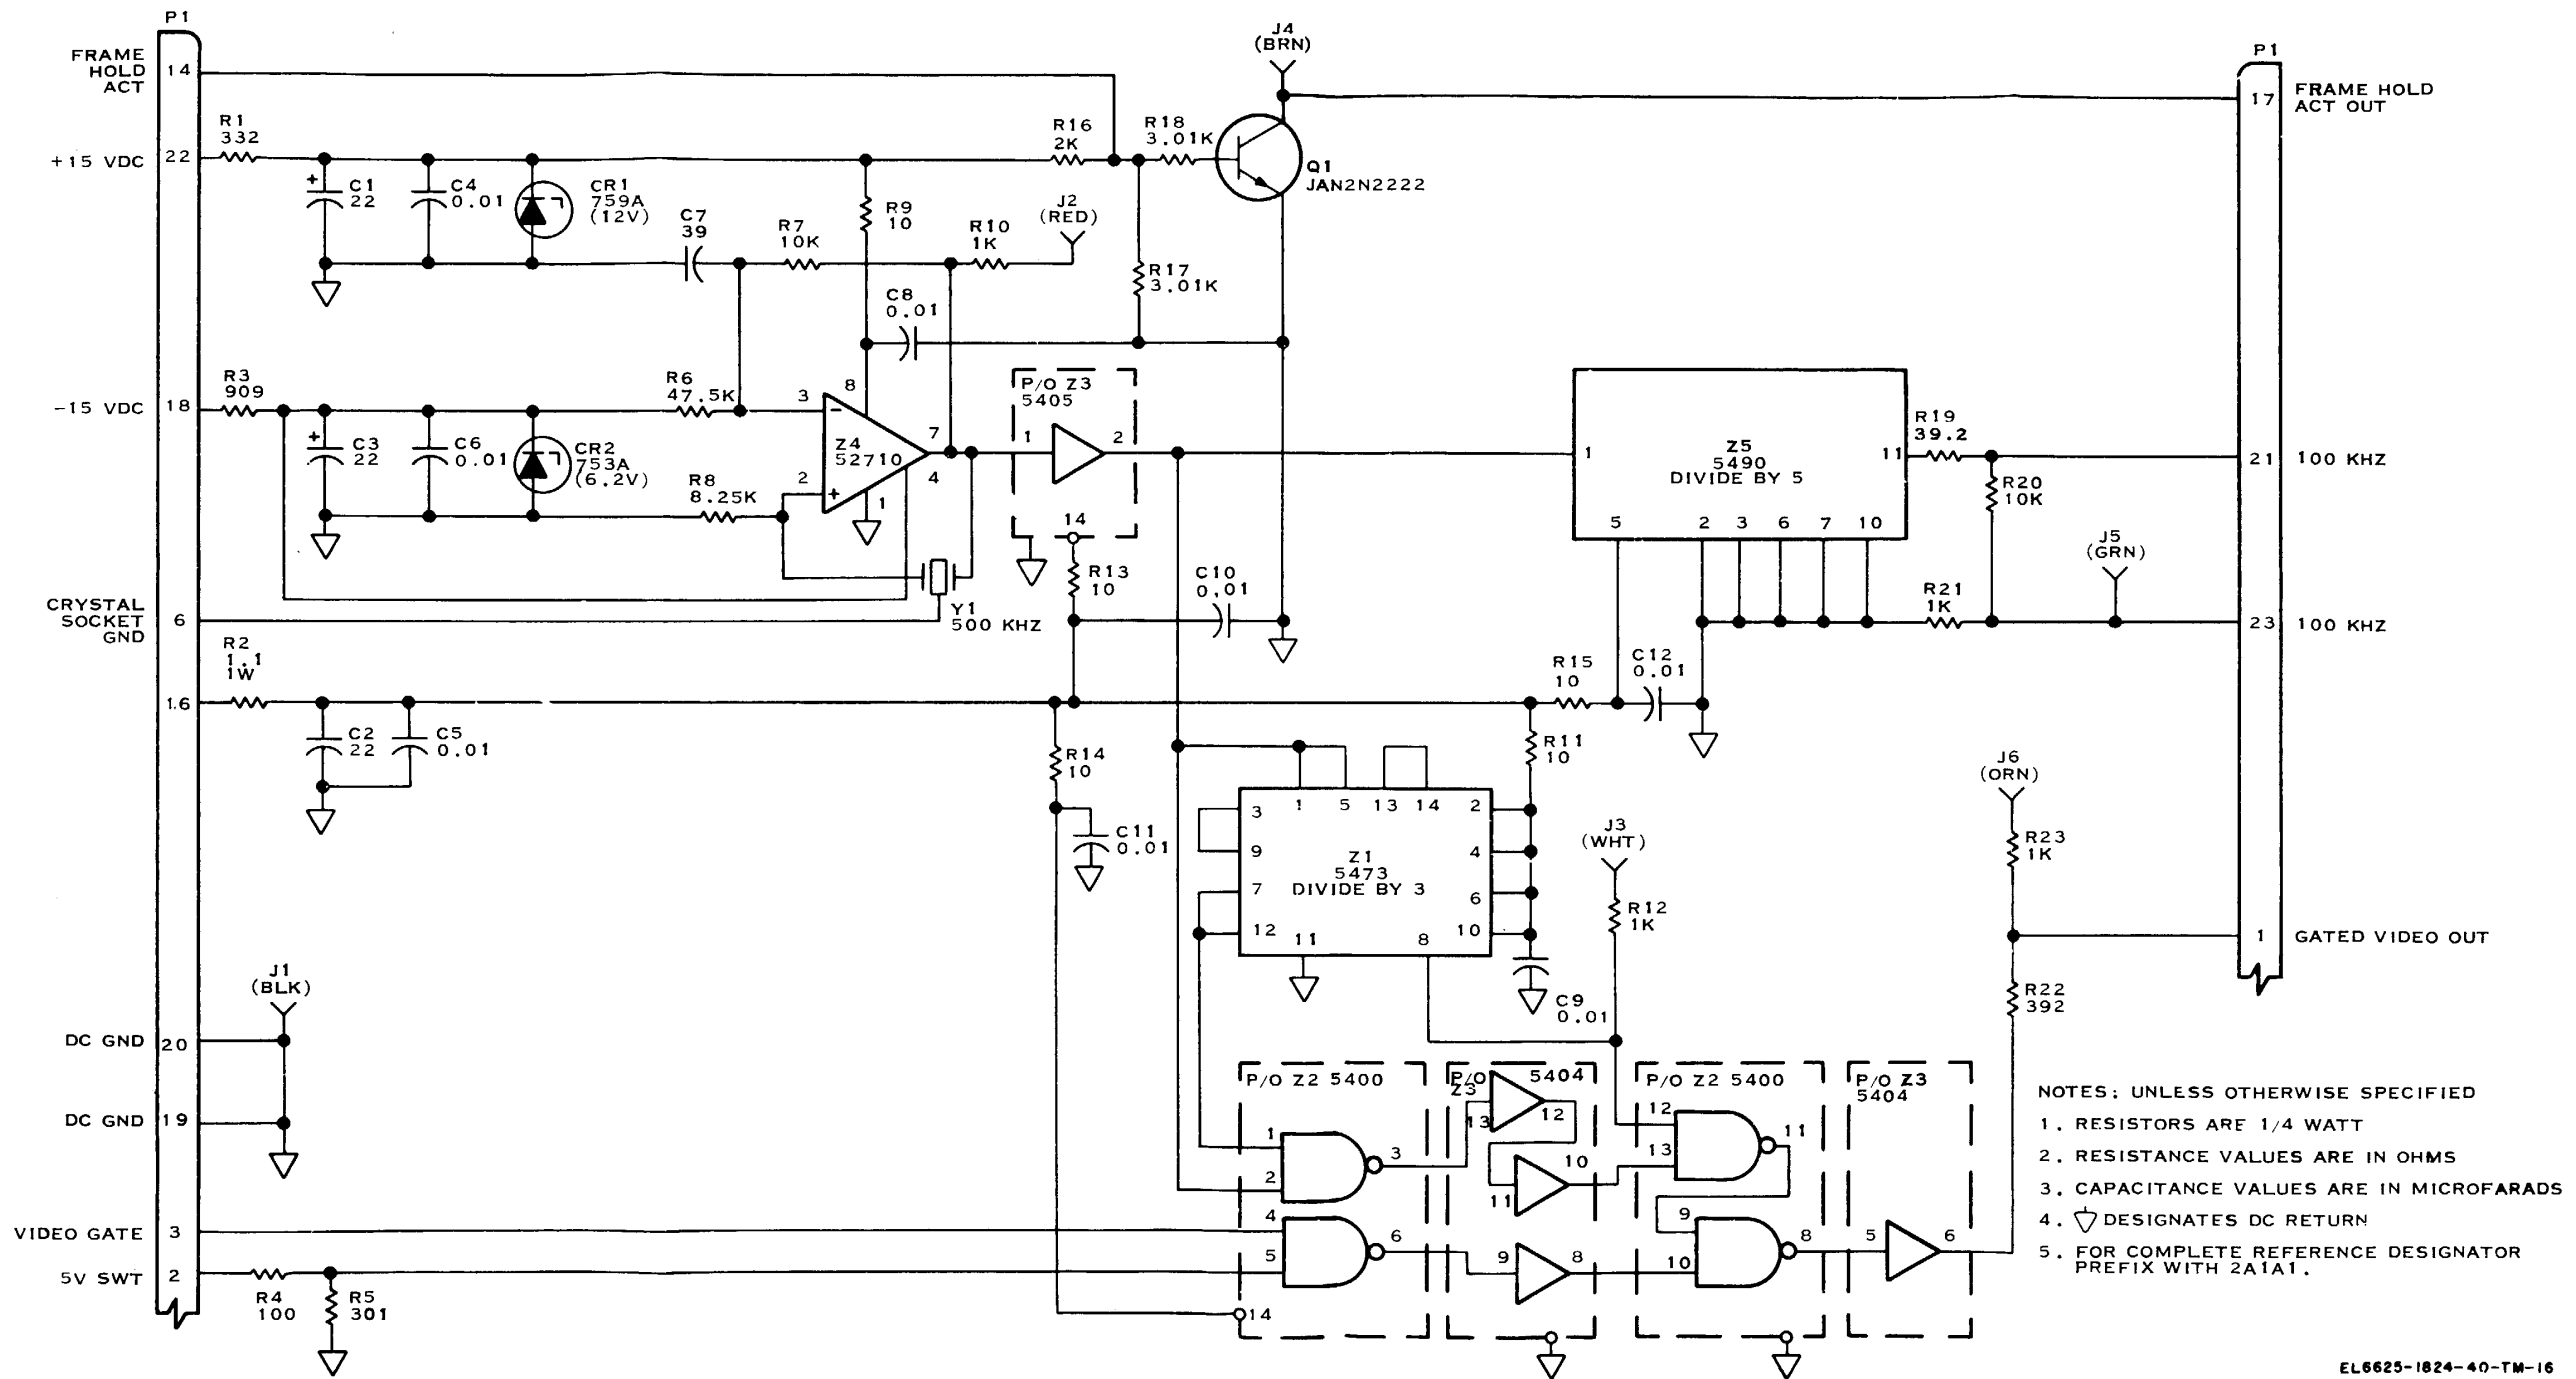 P1
FRAME
HOLD
ACT
14
R1
332
+15 VDC
22
+
C1
22
C4
0.01
CR1
759A
(12V)
C7
39
R7
10K
R9
10
R10
1K
J2
(RED)
R16
2K
R18
3.01K
J4
(BRN)
Q1
JAN2N2222
R17
3.01K
C8
0.01
P1
17
FRAME HOLD
ACT OUT
R3
909
-15 VDC
18
+
C3
22
C6
0.01
CR2
753A
(6.2V)
R6
47.5K
R8
8.25K
3
8
-
Z4
52710
7
4
2
+
1
P/O Z3
5405
1
2
14
R13
10
C10
0.01
Y1
500 KHZ
CRYSTAL
SOCKET
GND
6
1
Z5
5490
DIVIDE BY 5
11
5
2
3
6
7
10
R19
39.2
R20
10K
21
100 KHZ
J5
(GRN)
R21
1K
23
100 KHZ
R2
1.1
1W
16
C2
22
C5
0.01
R14
10
C11
0.01
R15
10
C12
0.01
R11
10
1
5
13
14
2
3
4
9
Z1
5473
DIVIDE BY 3
7
6
12
11
8
10
J3
(WHT)
R12
1K
C9
0.01
J6
(ORN)
R23
1K
1
GATED VIDEO OUT
R22
392
J1
(BLK)
DC GND
20
DC GND
19
VIDEO GATE
3
5V SWT
2
R4
100
R5
301
P/O Z2 5400
1
2
3
4
5
6
14
P/O
Z3
5404
13
12
11
10
9
8
P/O Z2 5400
12
13
11
9
10
8
P/O Z3
5404
5
6
NOTES: UNLESS OTHERWISE SPECIFIED
1. RESISTORS ARE 1/4 WATT
2. RESISTANCE VALUES ARE IN OHMS
3. CAPACITANCE VALUES ARE IN MICROFARADS
4. DESIGNATES DC RETURN
5. FOR COMPLETE REFERENCE DESIGNATOR
PREFIX WITH 2A1A1.
EL6625-1824-40-TM-16